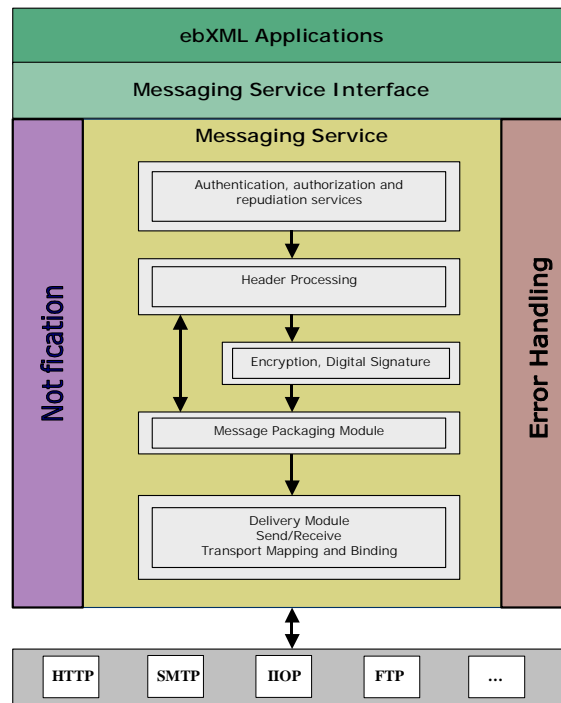 ebXML Applications
Messaging Service Interface
Messaging Service
Authentication, authorization and
repudiation services
Header Processing
Encryption, Digital Signature
Message Packaging Module
Delivery Module
Send/Receive
Transport Mapping and Binding
Not fication
Error Handling
HTTP
SMTP
IIOP
FTP
...